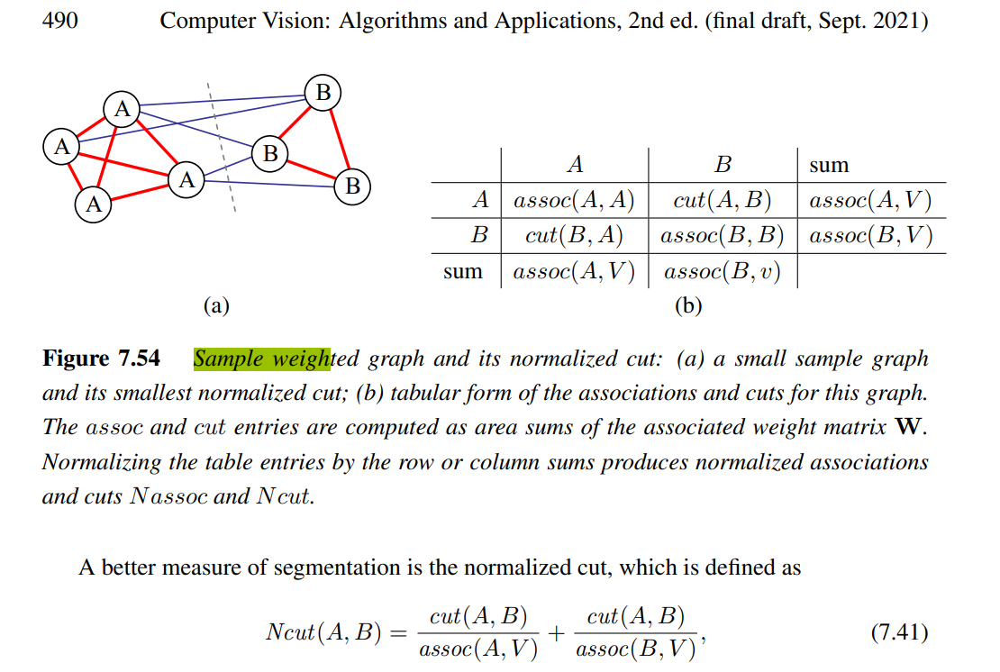 490 Computer Vision: Algorithms and Applications, 2nd ed. (final draft, Sept. 2021)
A
A
A
A
B
B
B
(a)
A B sum
A assoc(A, A) cut(A, B) assoc(A, V)
B cut(B, A) assoc(B, B) assoc(B, V)
sum assoc(A, V) assoc(B, v)
(b)
Figure 7.54 Sample weighted graph and its normalized cut: (a) a small sample graph
and its smallest normalized cut; (b) tabular form of the associations and cuts for this graph.
The assoc and cut entries are computed as area sums of the associated weight matrix W.
Normalizing the table entries by the row or column sums produces normalized associations
and cuts Nassoc and Ncut.
A better measure of segmentation is the normalized cut, which is defined as
Ncut(A, B) = cut(A, B) / assoc(A, V) + cut(A, B) / assoc(B, V), (7.41)